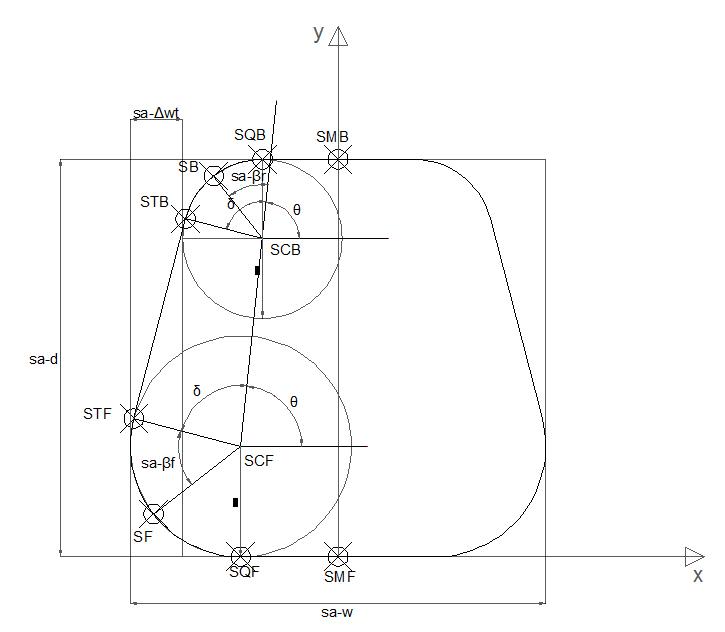 y
sa-Δwt
SQB
SMB
SB
sa-βr
STB
δ
θ
SCB
sa-d
δ
θ
STF
SCF
sa-βf
SF
SQF
SMF
x
sa-w